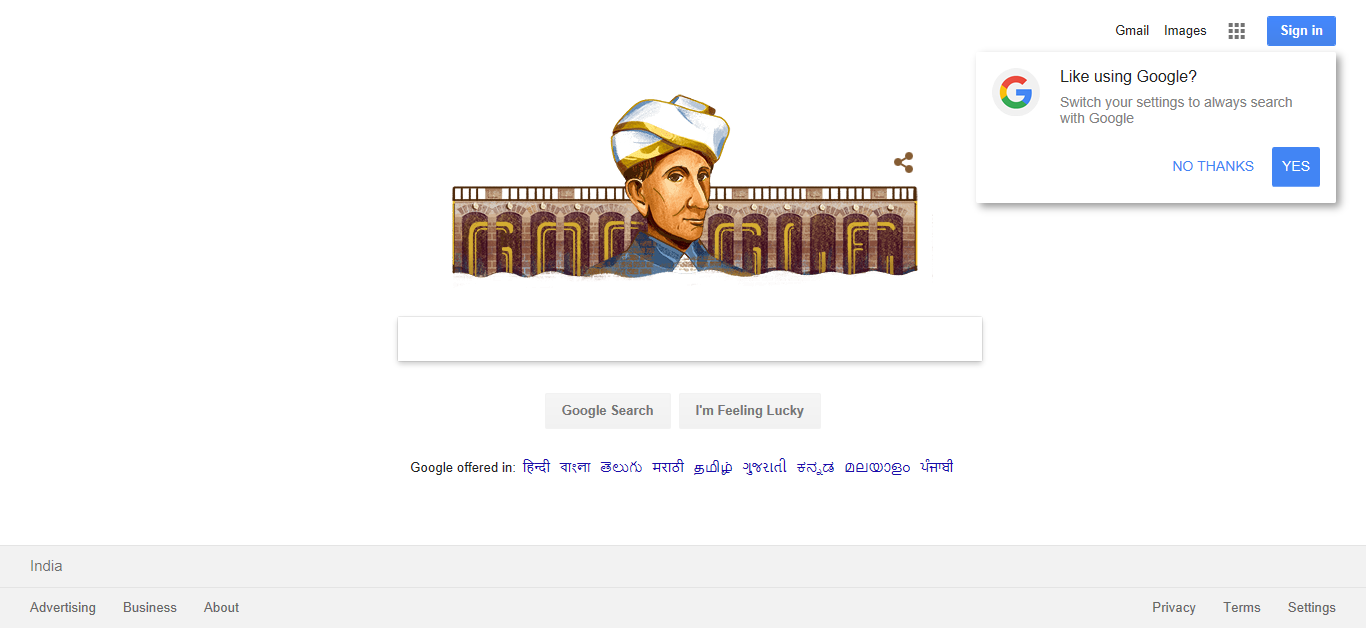 Gmail Images Sign in
Like using Google?
Switch your settings to always search
with Google
NO THANKS YES
Google Search I'm Feeling Lucky
Google offered in: हिन्दी বাংলা తెలుగు मराठी தமிழ் ગુજરાતી ಕನ್ನಡ മലയാളം ਪੰਜਾਬੀ
India
Advertising Business About Privacy Terms Settings